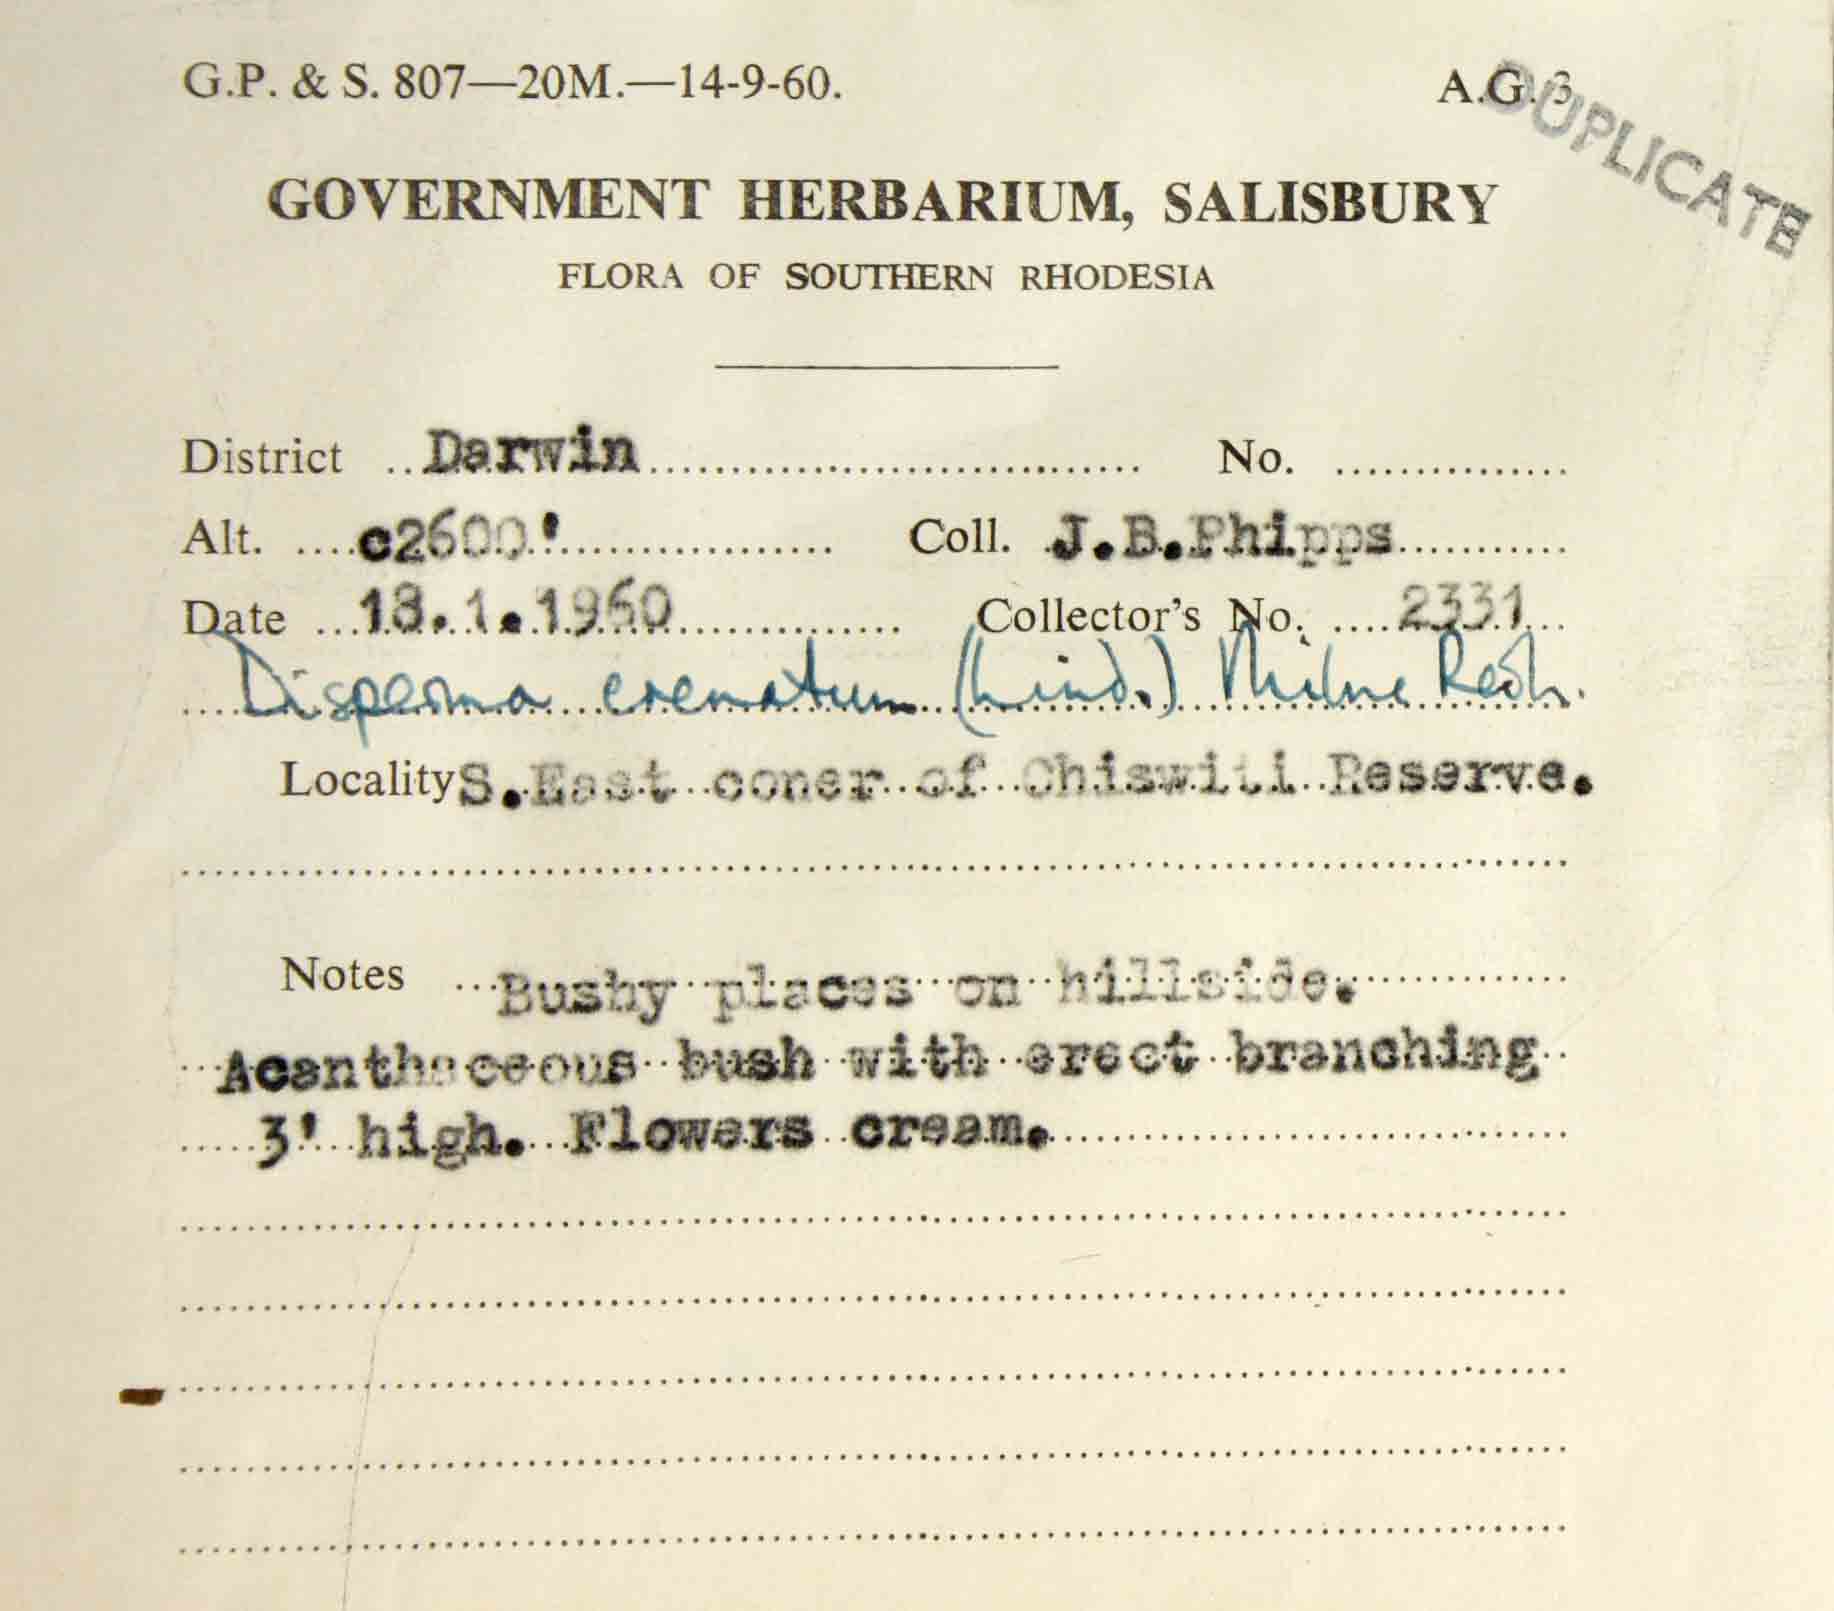 G.P. & S. 807—20M.—14-9-60.
A.G. 3
DUPLICATE
GOVERNMENT HERBARIUM, SALISBURY
FLORA OF SOUTHERN RHODESIA
District Darwin No.
Alt. c2600' Coll. J.B.Phipps
Date 18.1.1960 Collector's No. 2331
Disperma crenatum (Lind.) Milne Redh.
Locality S.East coner of Chiswiti Reserve.
Notes Bushy places on hillside.
Acanthaceous bush with erect branching
3' high. Flowers cream.